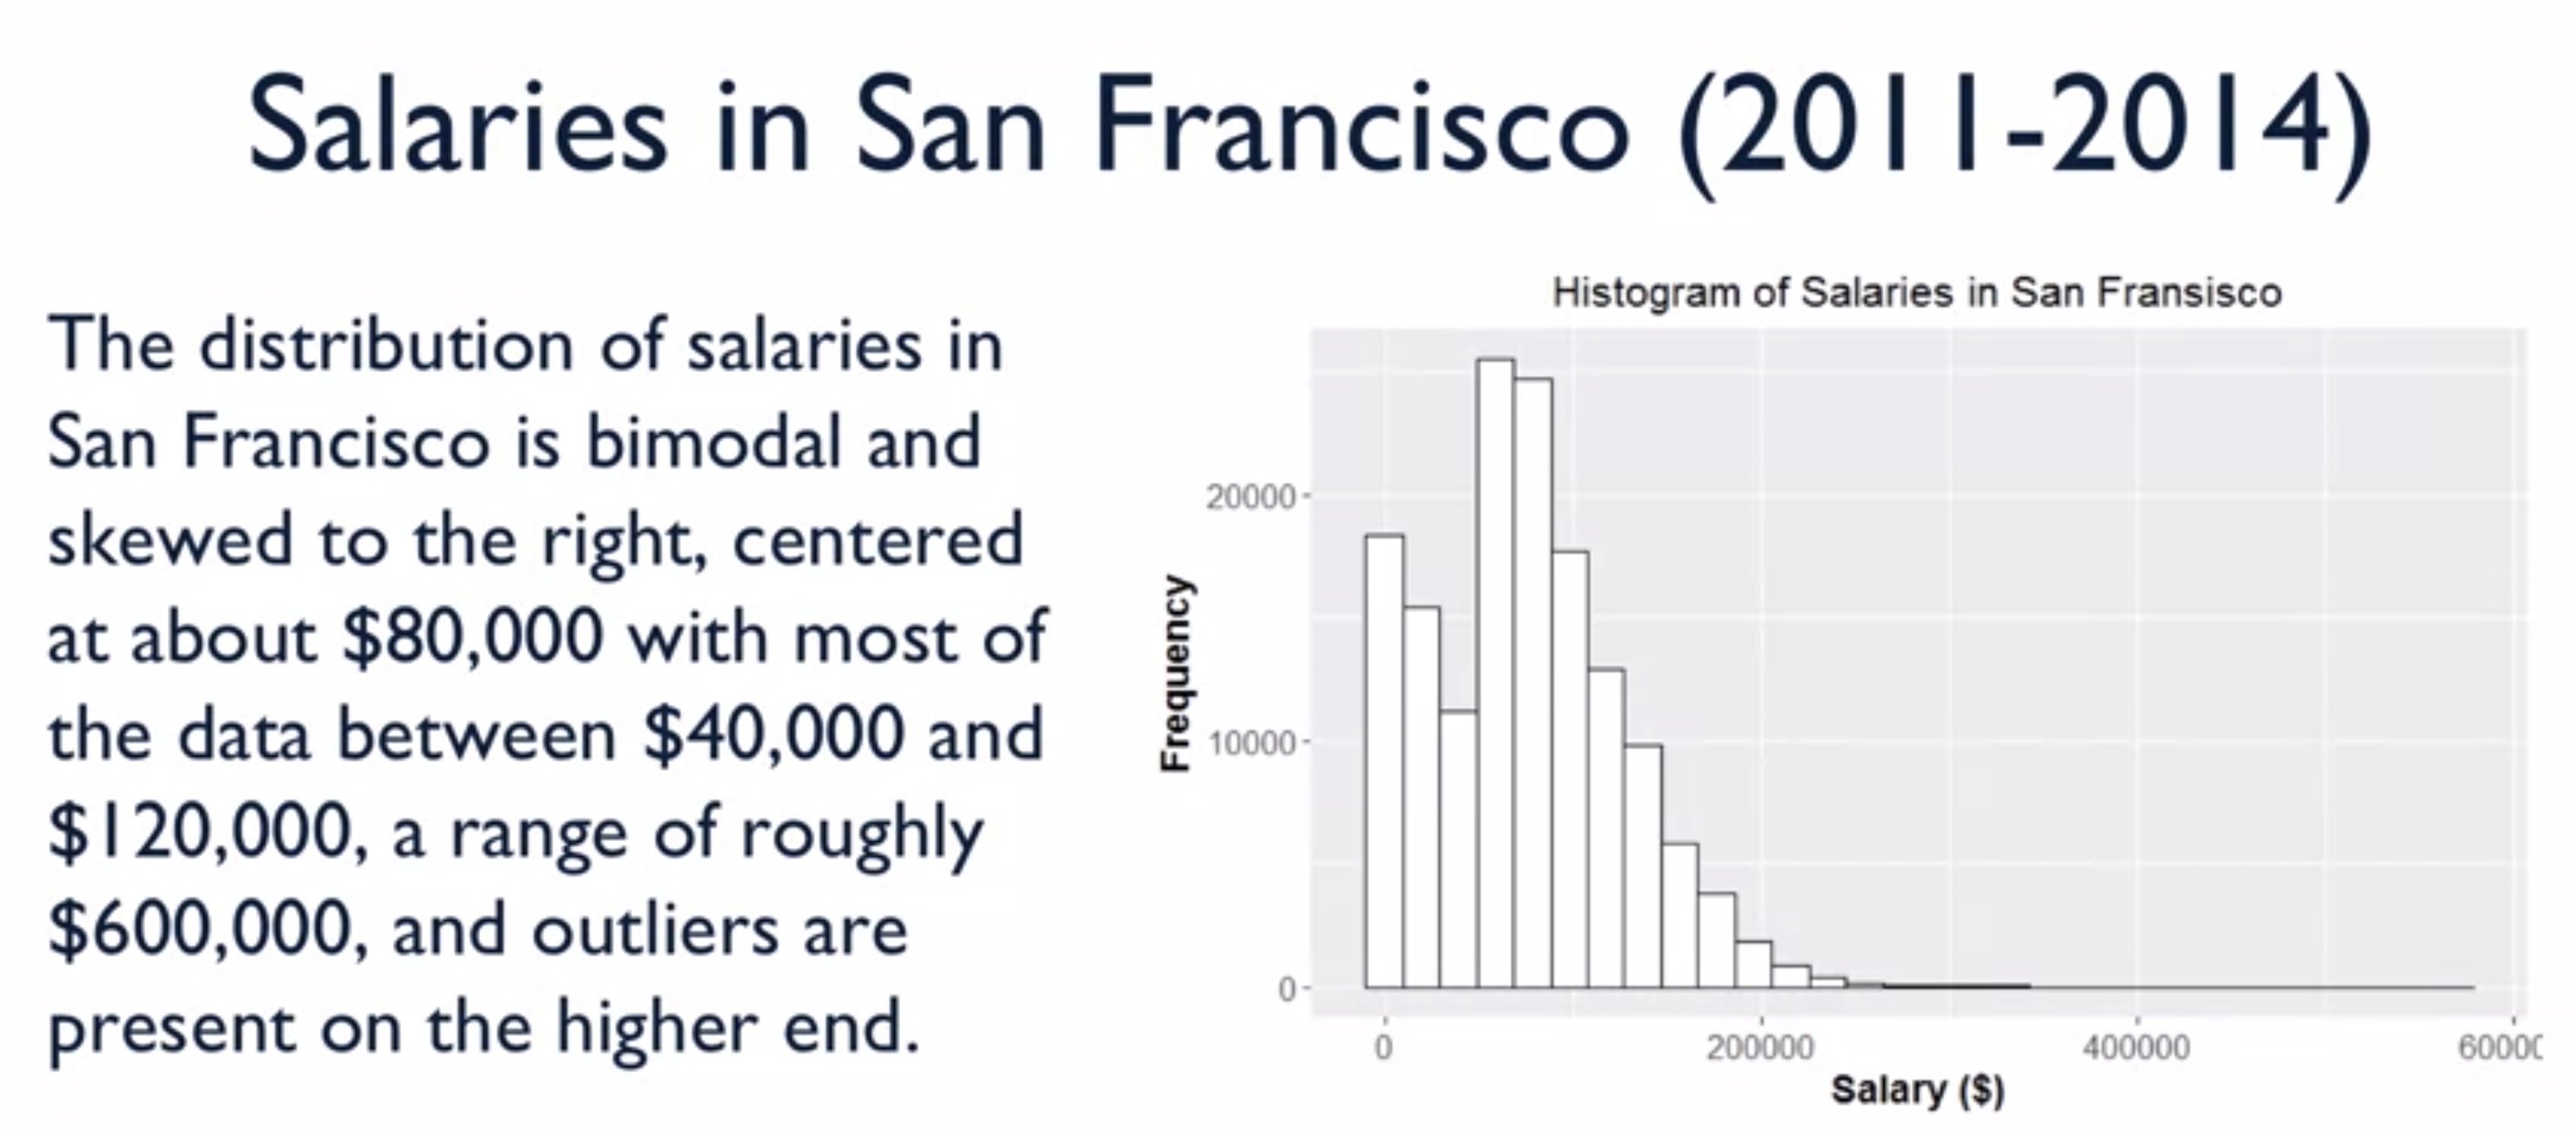 Salaries in San Francisco (2011-2014)
The distribution of salaries in
San Francisco is bimodal and
skewed to the right, centered
at about $80,000 with most of
the data between $40,000 and
$120,000, a range of roughly
$600,000, and outliers are
present on the higher end.
Histogram of Salaries in San Fransisco
Frequency
20000
10000
0
0 200000 400000
Salary ($)